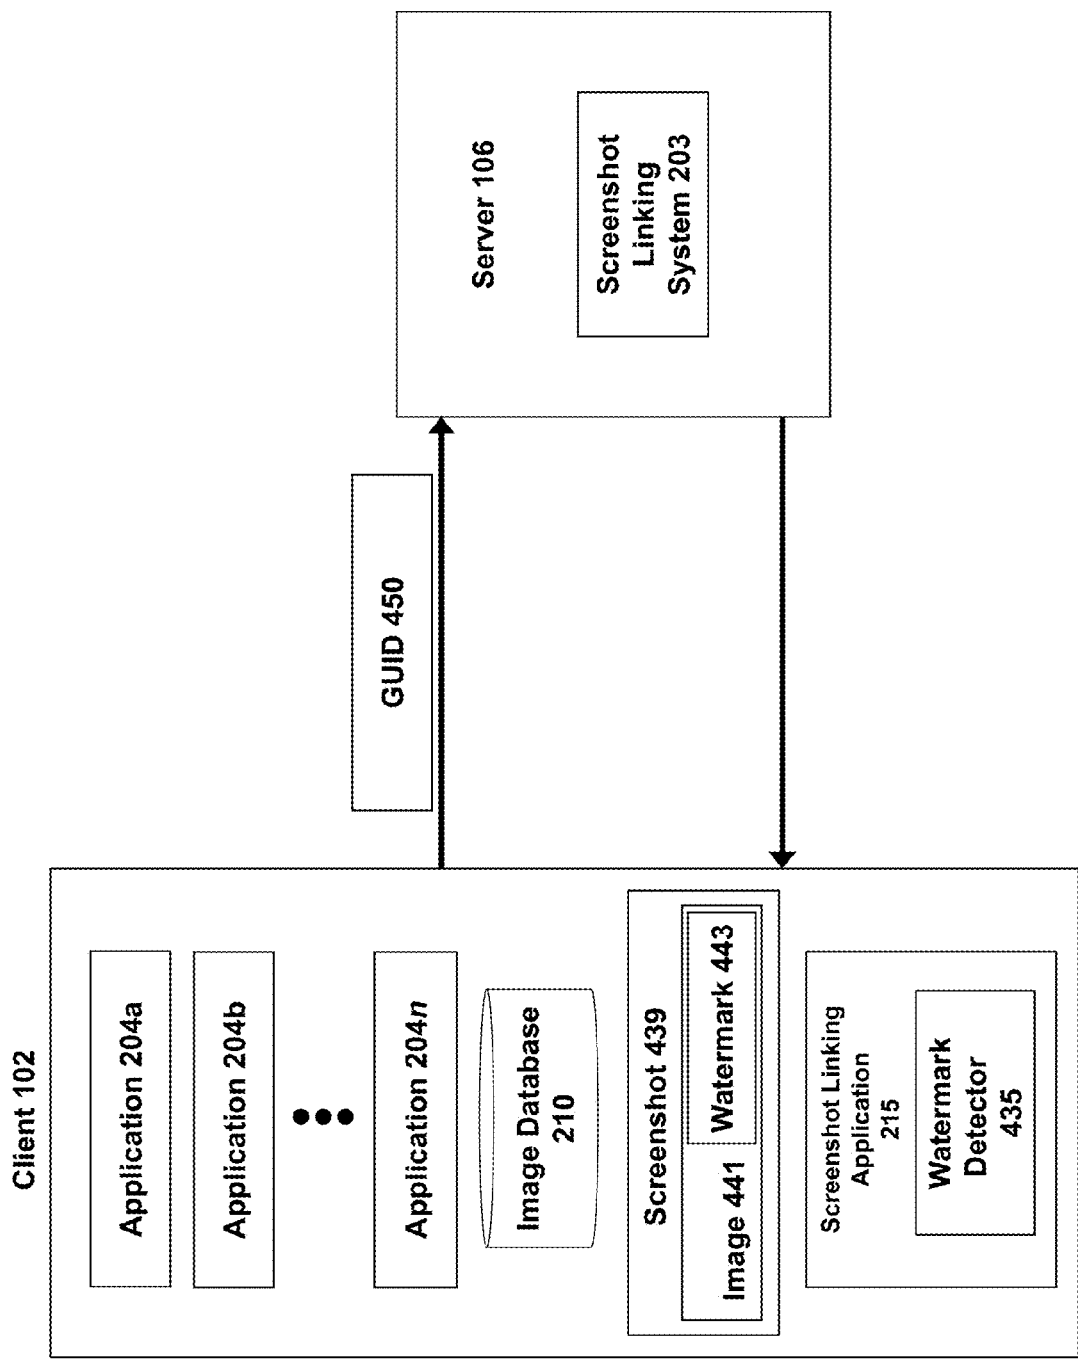 Client 102
Application 204a
Application 204b
Application 204n
Image Database
210
Screenshot 439
Image 441
Watermark 443
Screenshot Linking
Application
215
Watermark
Detector
435
GUID 450
Server 106
Screenshot
Linking
System 203